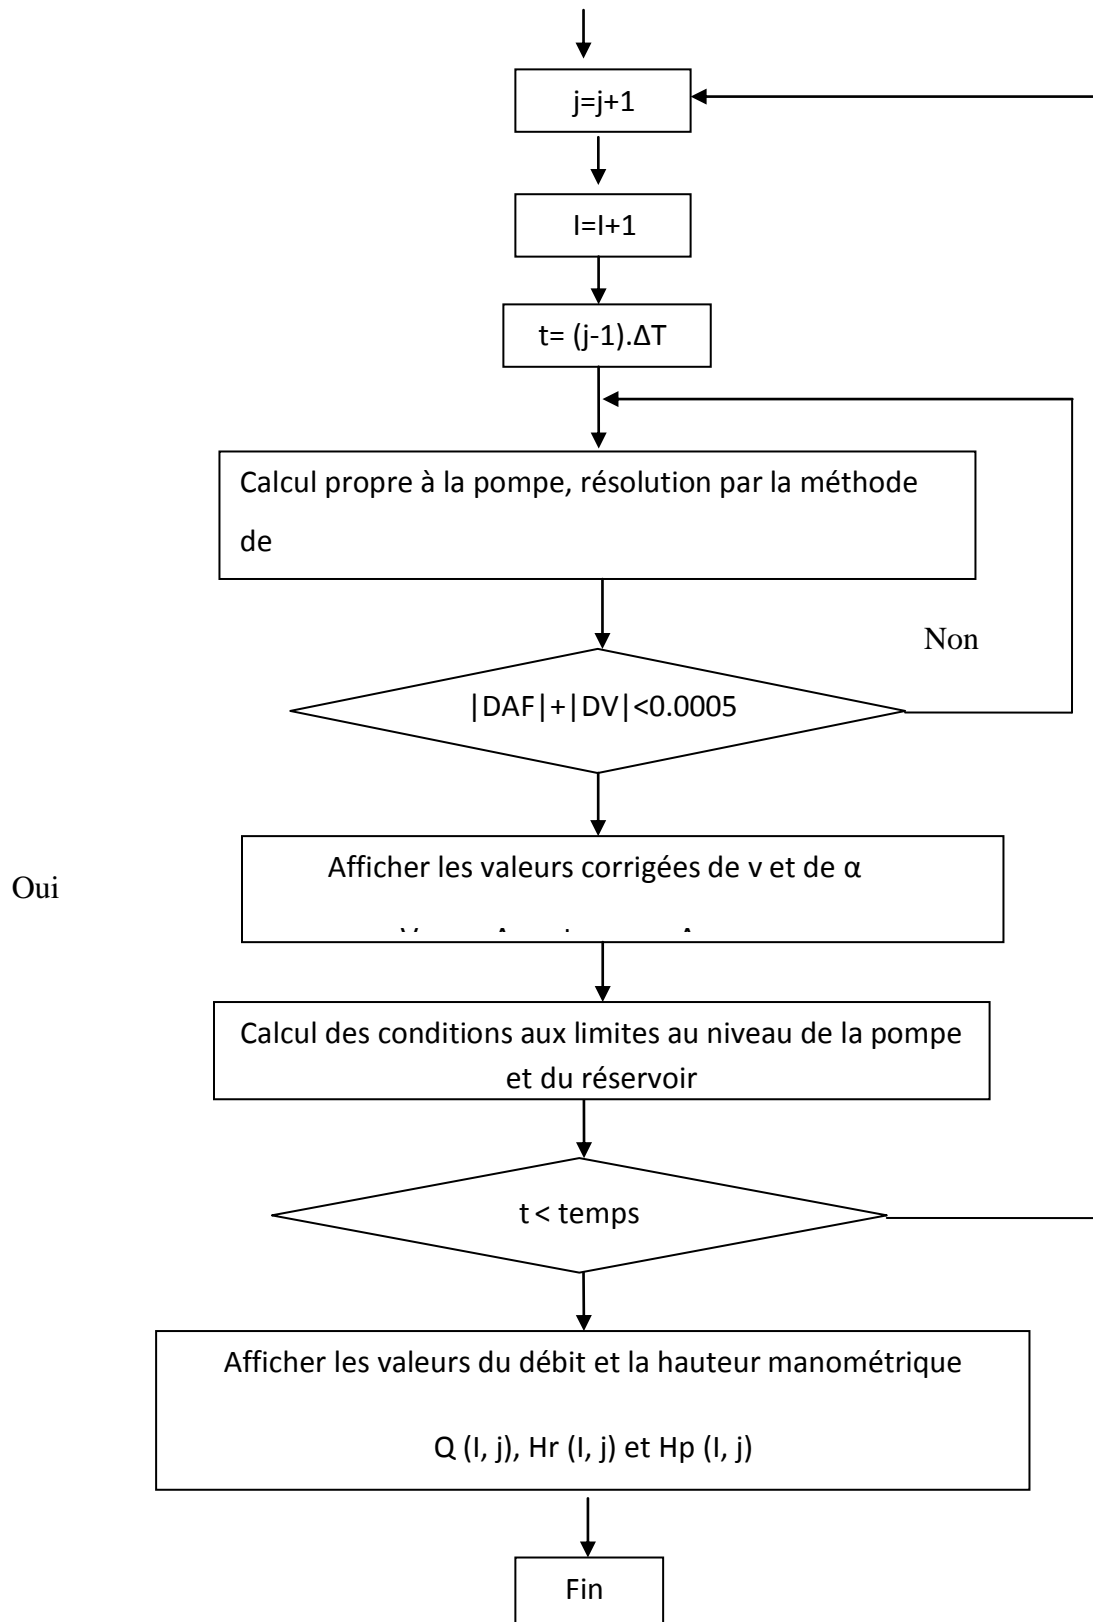 j=j+1
I=I+1
t= (j-1).ΔT
Calcul propre à la pompe, résolution par la méthode
de
Non
|DAF|+|DV|<0.0005
Afficher les valeurs corrigées de v et de α
Oui
Calcul des conditions aux limites au niveau de la pompe
et du réservoir
t < temps
Afficher les valeurs du débit et la hauteur manométrique
Q (I, j), Hr (I, j) et Hp (I, j)
Fin